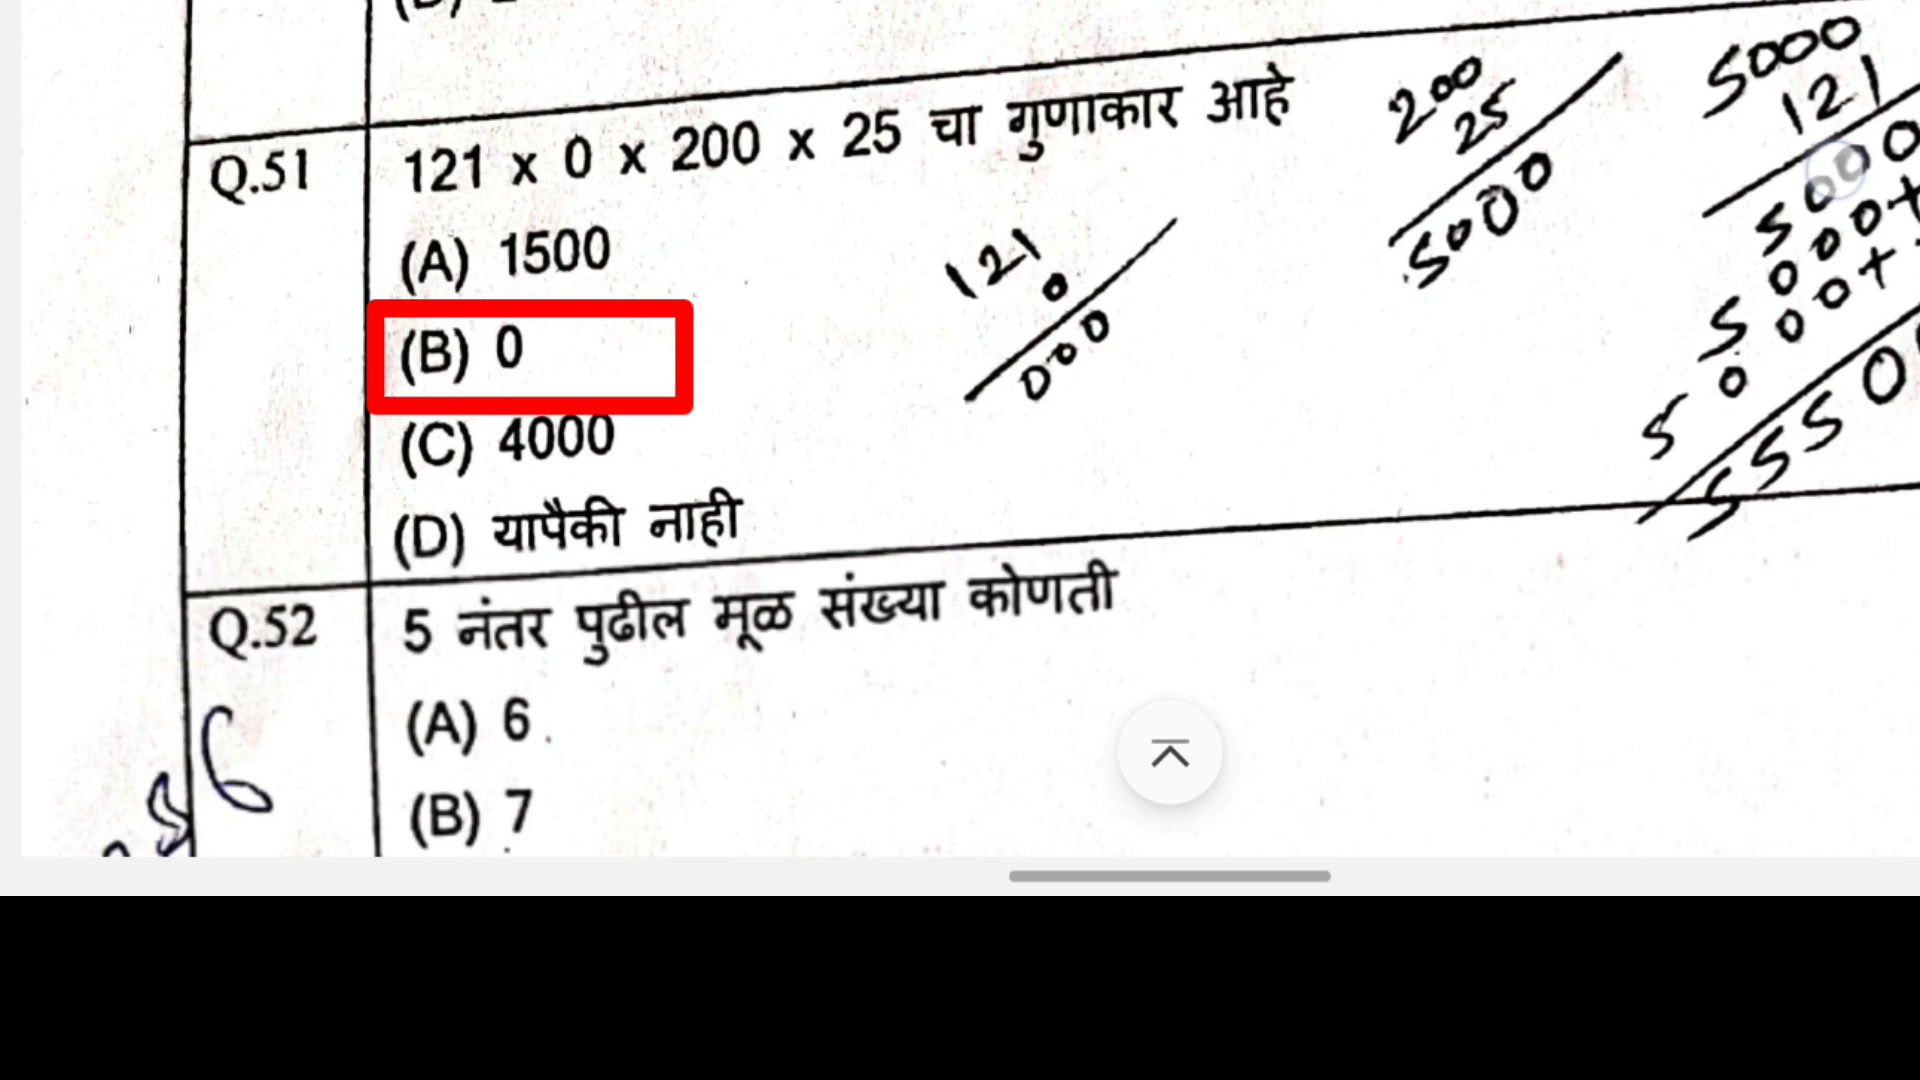 Q.51
121 x 0 x 200 x 25 चा गुणाकार आहे
(A) 1500
(B) 0
(C) 4000
(D) यापैकी नाही
121
0
000
200
25
5000
5000
121
Q.52
5 नंतर पुढील मूळ संख्या कोणती
(A) 6
(B) 7